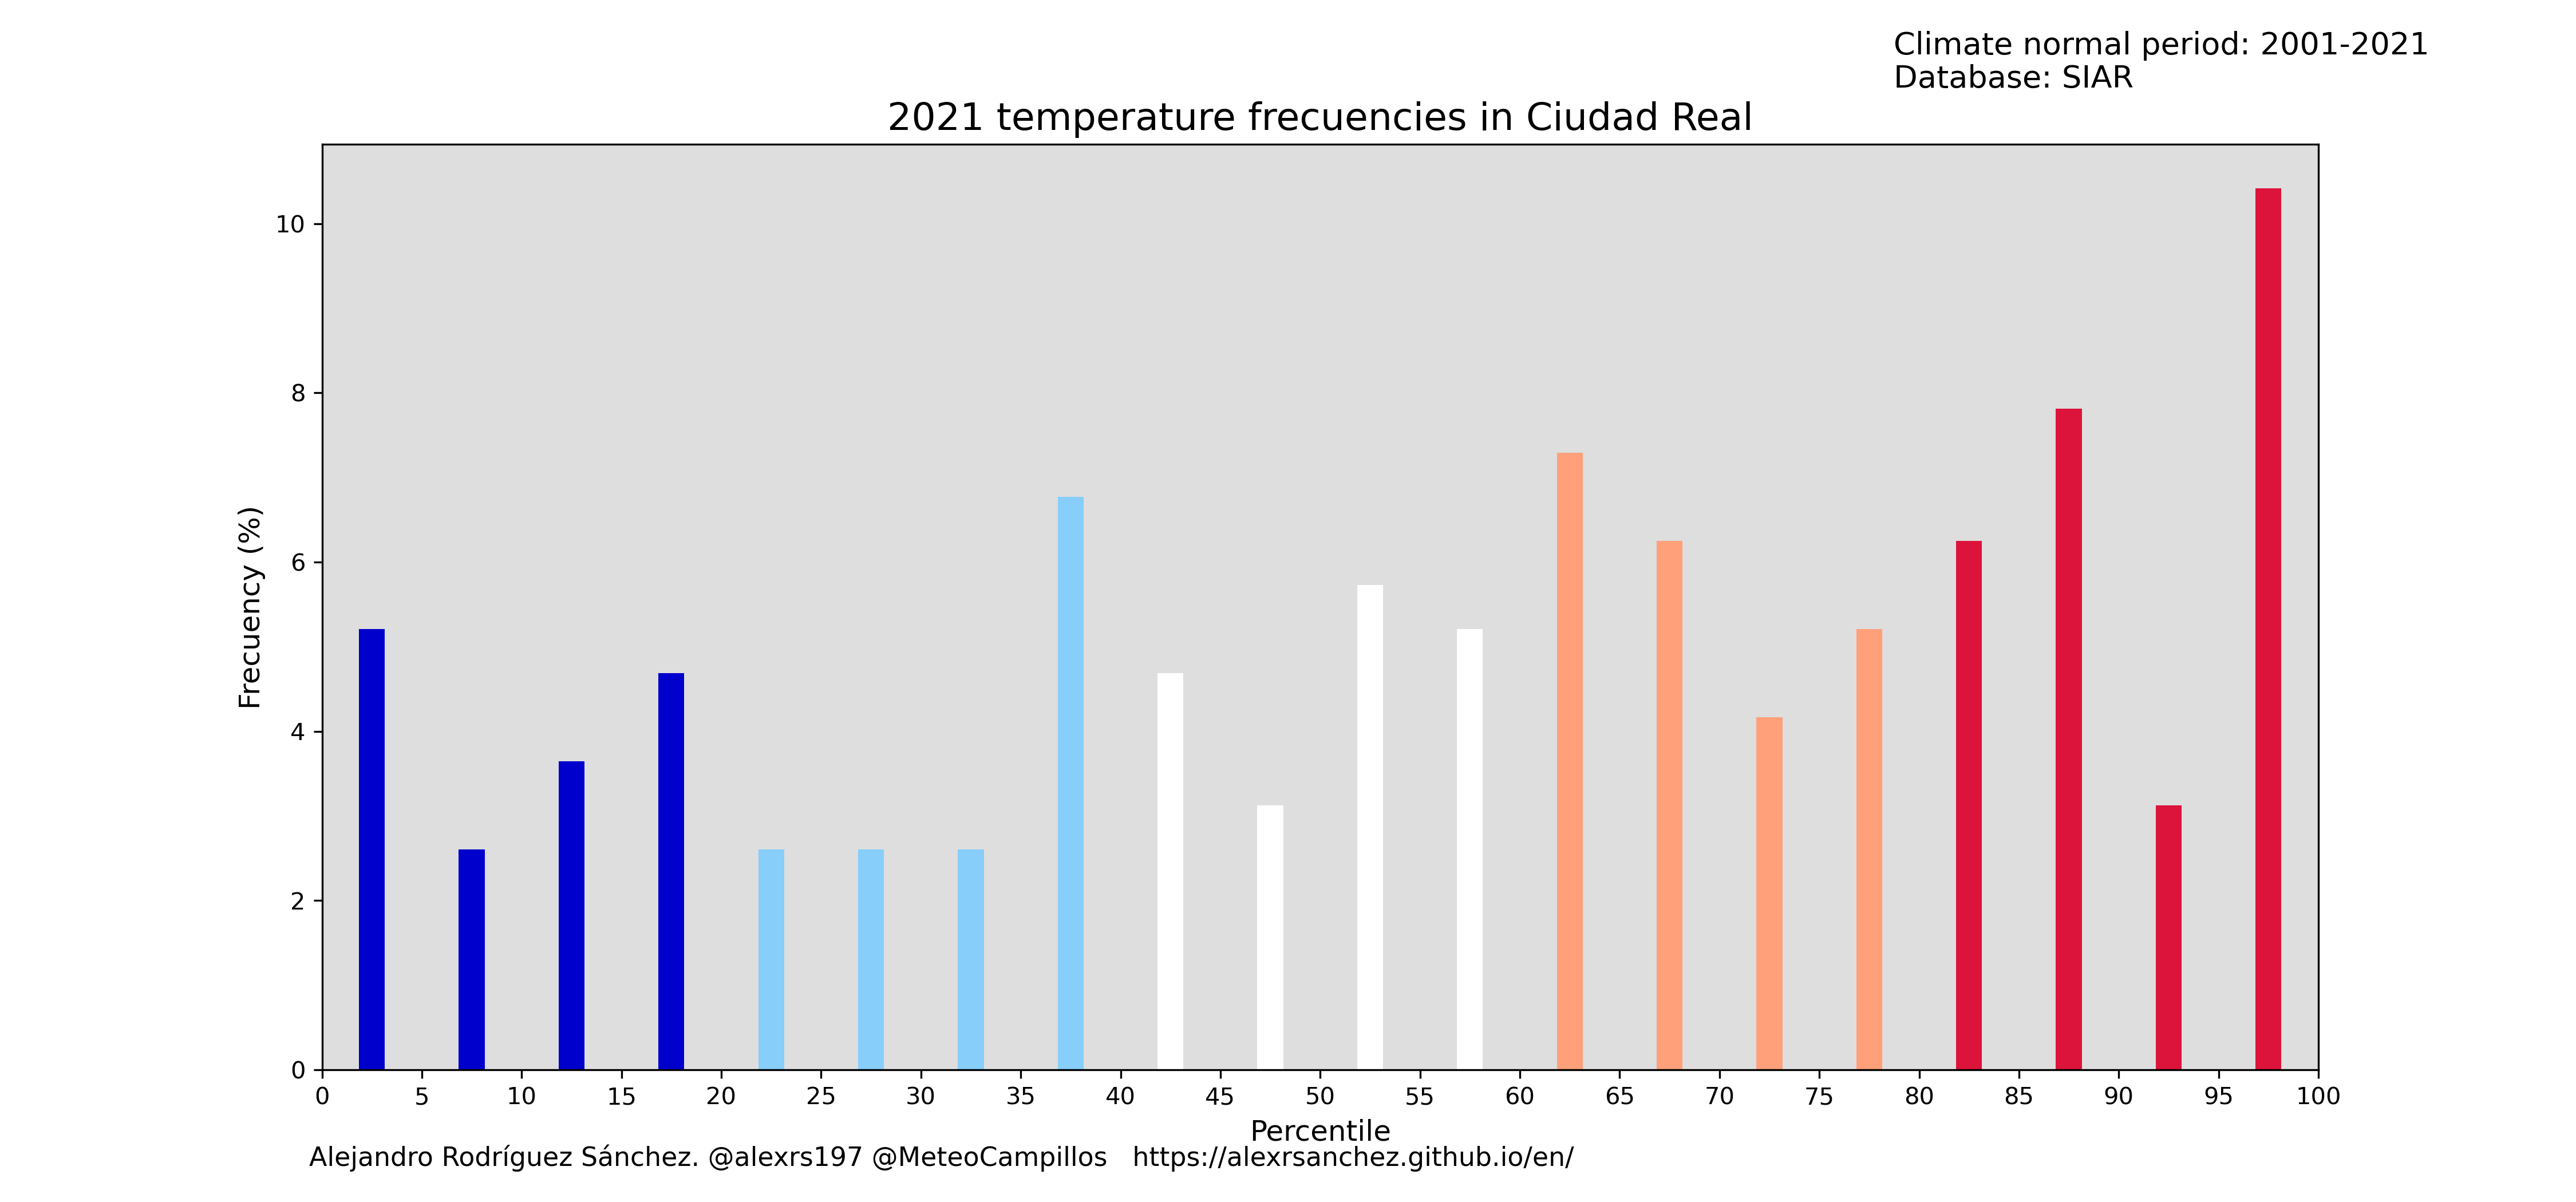 Climate normal period: 2001-2021
Database: SIAR
2021 temperature frecuencies in Ciudad Real
Frecuency (%)
10
8
6
4
2
0
0 5 10 15 20 25 30 35 40 45 50 55 60 65 70 75 80 85 90 95 100
Percentile
Alejandro Rodríguez Sánchez. @alexrs197 @MeteoCampillos https://alexrsanchez.github.io/en/